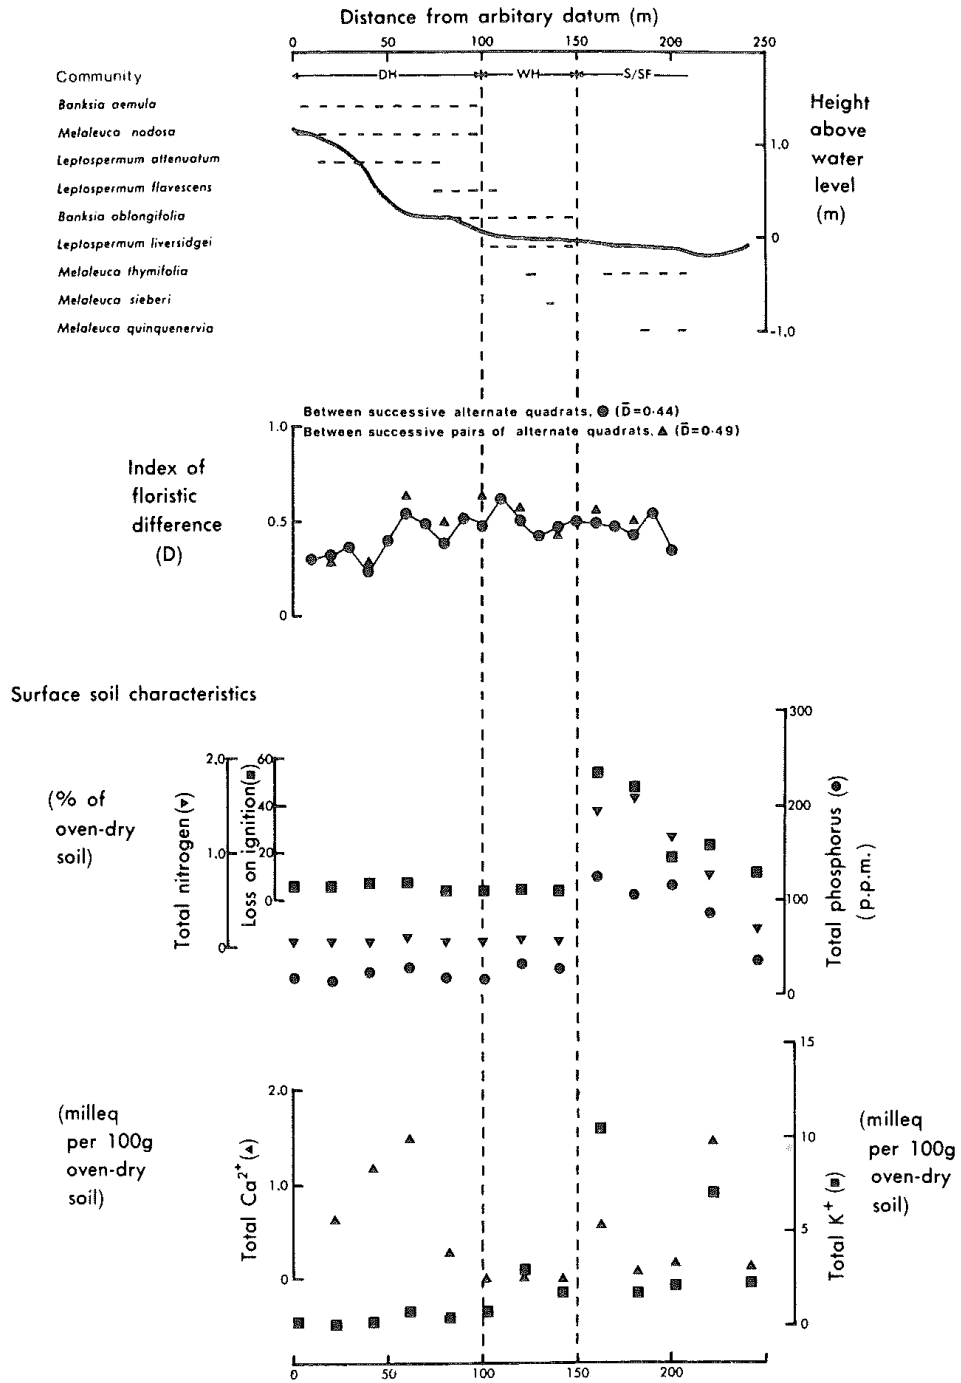 Distance from arbitary datum (m)
0 50 100 150 200 250
Community DH WH S/SF
Banksia aemula
Melaleuca nodosa
Leptospermum attenuatum
Leptospermum flavescens
Banksia oblongifolia
Leptospermum liversidgei
Melaleuca thymifolia
Melaleuca sieberi
Melaleuca quinquenervia
Height
above
water
level
(m)
1.0
0
-1.0
Between successive alternate quadrats, ● (D̄=0·44)
Between successive pairs of alternate quadrats, ▲ (D̄=0·49)
Index of
floristic
difference
(D)
1.0
0.5
0
Surface soil characteristics
(% of
oven-dry
soil)
Total nitrogen (▼)
2.0
1.0
0
Loss on ignition (■)
60
40
20
0
300
200
100
0
Total phosphorus (●)
(p.p.m.)
(milleq
per 100g
oven-dry
soil)
Total Ca²⁺ (▲)
2.0
1.0
0
15
10
5
0
Total K⁺ (■)
(milleq
per 100g
oven-dry
soil)
0 50 100 150 200